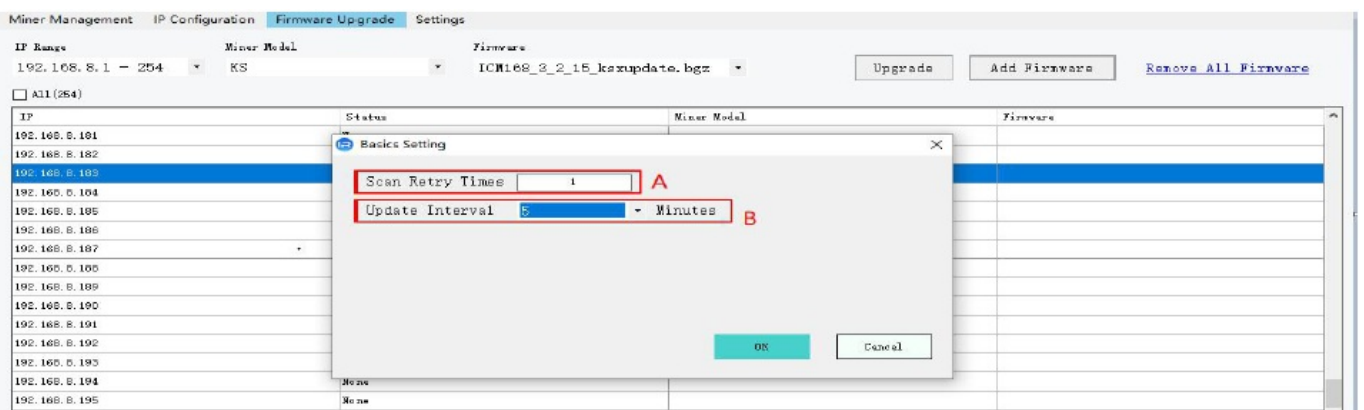 Miner Management IP Configuration Firmware Upgrade Settings
IP Range Miner Model Firmware
192.168.8.1 - 254 KS ICM168_3_2_15_ksxupdate.bgz Upgrade Add Firmware Remove All Firmware
All(254)
IP Status Miner Model Firmware
192.168.8.181
Basics Setting
192.168.8.182
192.168.8.183
Scan Retry Times 1 A
192.168.8.184
192.168.8.185
Update Interval 5 Minutes B
192.168.8.186
192.168.8.187
192.168.8.188
192.168.8.189
192.168.8.190
192.168.8.191
192.168.8.192
OK Cancel
192.168.8.193
192.168.8.194 None
192.168.8.195 None